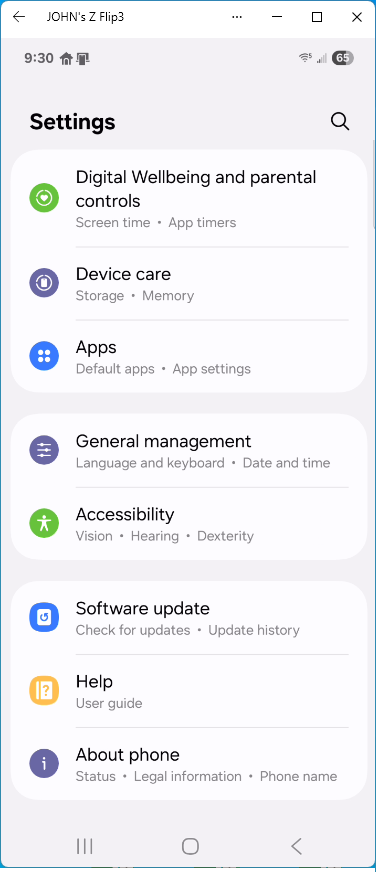 JOHN's Z Flip3
9:30
65
Settings
Digital Wellbeing and parental
controls
Screen time • App timers
Device care
Storage • Memory
Apps
Default apps • App settings
General management
Language and keyboard • Date and time
Accessibility
Vision • Hearing • Dexterity
Software update
Check for updates • Update history
Help
User guide
About phone
Status • Legal information • Phone name